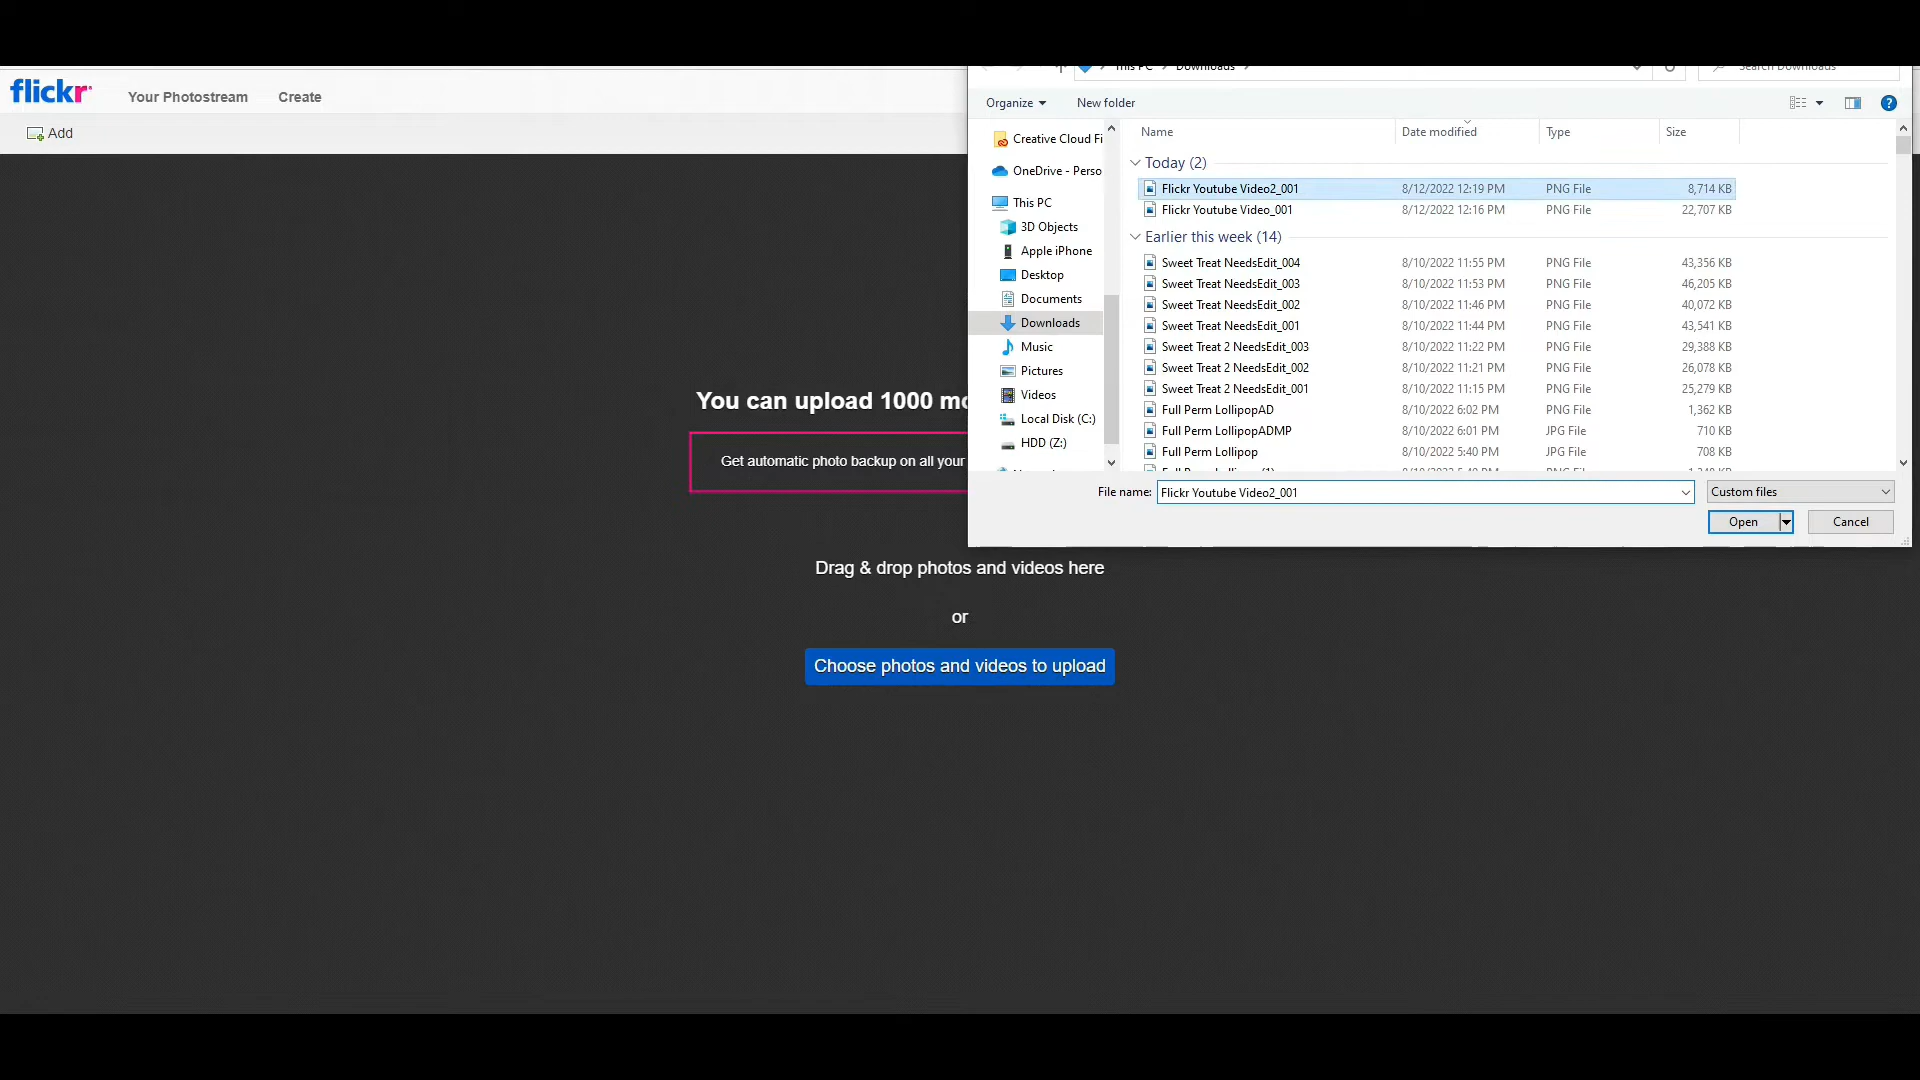 This PC > Downloads >
Search Downloads
flickr
Your Photostream
Create
Add
Organize
New folder
Name
Date modified
Type
Size
Creative Cloud Fi
OneDrive - Perso
This PC
3D Objects
Apple iPhone
Desktop
Documents
Downloads
Music
Pictures
Videos
Local Disk (C:)
HDD (Z:)
Today (2)
Flickr Youtube Video2_001 8/12/2022 12:19 PM PNG File 8,714 KB
Flickr Youtube Video_001 8/12/2022 12:16 PM PNG File 22,707 KB
Earlier this week (14)
Sweet Treat NeedsEdit_004 8/10/2022 11:55 PM PNG File 43,356 KB
Sweet Treat NeedsEdit_003 8/10/2022 11:53 PM PNG File 46,205 KB
Sweet Treat NeedsEdit_002 8/10/2022 11:46 PM PNG File 40,072 KB
Sweet Treat NeedsEdit_001 8/10/2022 11:44 PM PNG File 43,541 KB
Sweet Treat 2 NeedsEdit_003 8/10/2022 11:22 PM PNG File 29,388 KB
Sweet Treat 2 NeedsEdit_002 8/10/2022 11:21 PM PNG File 26,078 KB
Sweet Treat 2 NeedsEdit_001 8/10/2022 11:15 PM PNG File 25,279 KB
Full Perm LollipopAD 8/10/2022 6:02 PM PNG File 1,362 KB
Full Perm LollipopADMP 8/10/2022 6:01 PM JPG File 710 KB
Full Perm Lollipop 8/10/2022 5:40 PM JPG File 708 KB
File name: Flickr Youtube Video2_001
Custom files
Open
Cancel
You can upload 1000 mo
Get automatic photo backup on all your
Drag & drop photos and videos here
or
Choose photos and videos to upload